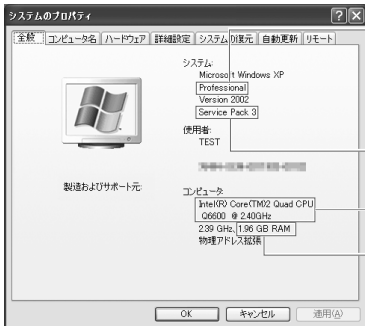 システムのプロパティ
全般 コンピュータ名 ハードウェア 詳細設定 システムの復元 自動更新 リモート
システム:
Microsoft Windows XP
Professional
Version 2002
Service Pack 3
使用者:
TEST
製造およびサポート元:
コンピュータ:
Intel(R) Core(TM)2 Quad CPU
Q6600 @ 2.40GHz
2.39 GHz、1.96 GB RAM
物理アドレス拡張
OK キャンセル 適用(A)